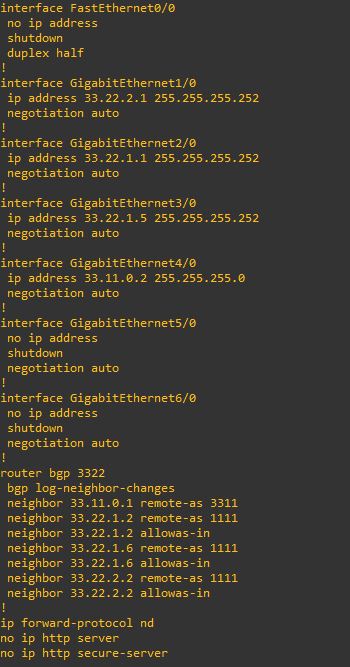 interface FastEthernet0/0
no ip address
shutdown
duplex half
!
interface GigabitEthernet1/0
ip address 33.22.2.1 255.255.255.252
negotiation auto
!
interface GigabitEthernet2/0
ip address 33.22.1.1 255.255.255.252
negotiation auto
!
interface GigabitEthernet3/0
ip address 33.22.1.5 255.255.255.252
negotiation auto
!
interface GigabitEthernet4/0
ip address 33.11.0.2 255.255.255.0
negotiation auto
!
interface GigabitEthernet5/0
no ip address
shutdown
negotiation auto
!
interface GigabitEthernet6/0
no ip address
shutdown
negotiation auto
!
router bgp 3322
bgp log-neighbor-changes
neighbor 33.11.0.1 remote-as 3311
neighbor 33.22.1.2 remote-as 1111
neighbor 33.22.1.2 allowas-in
neighbor 33.22.1.6 remote-as 1111
neighbor 33.22.1.6 allowas-in
neighbor 33.22.2.2 remote-as 1111
neighbor 33.22.2.2 allowas-in
!
ip forward-protocol nd
no ip http server
no ip http secure-server